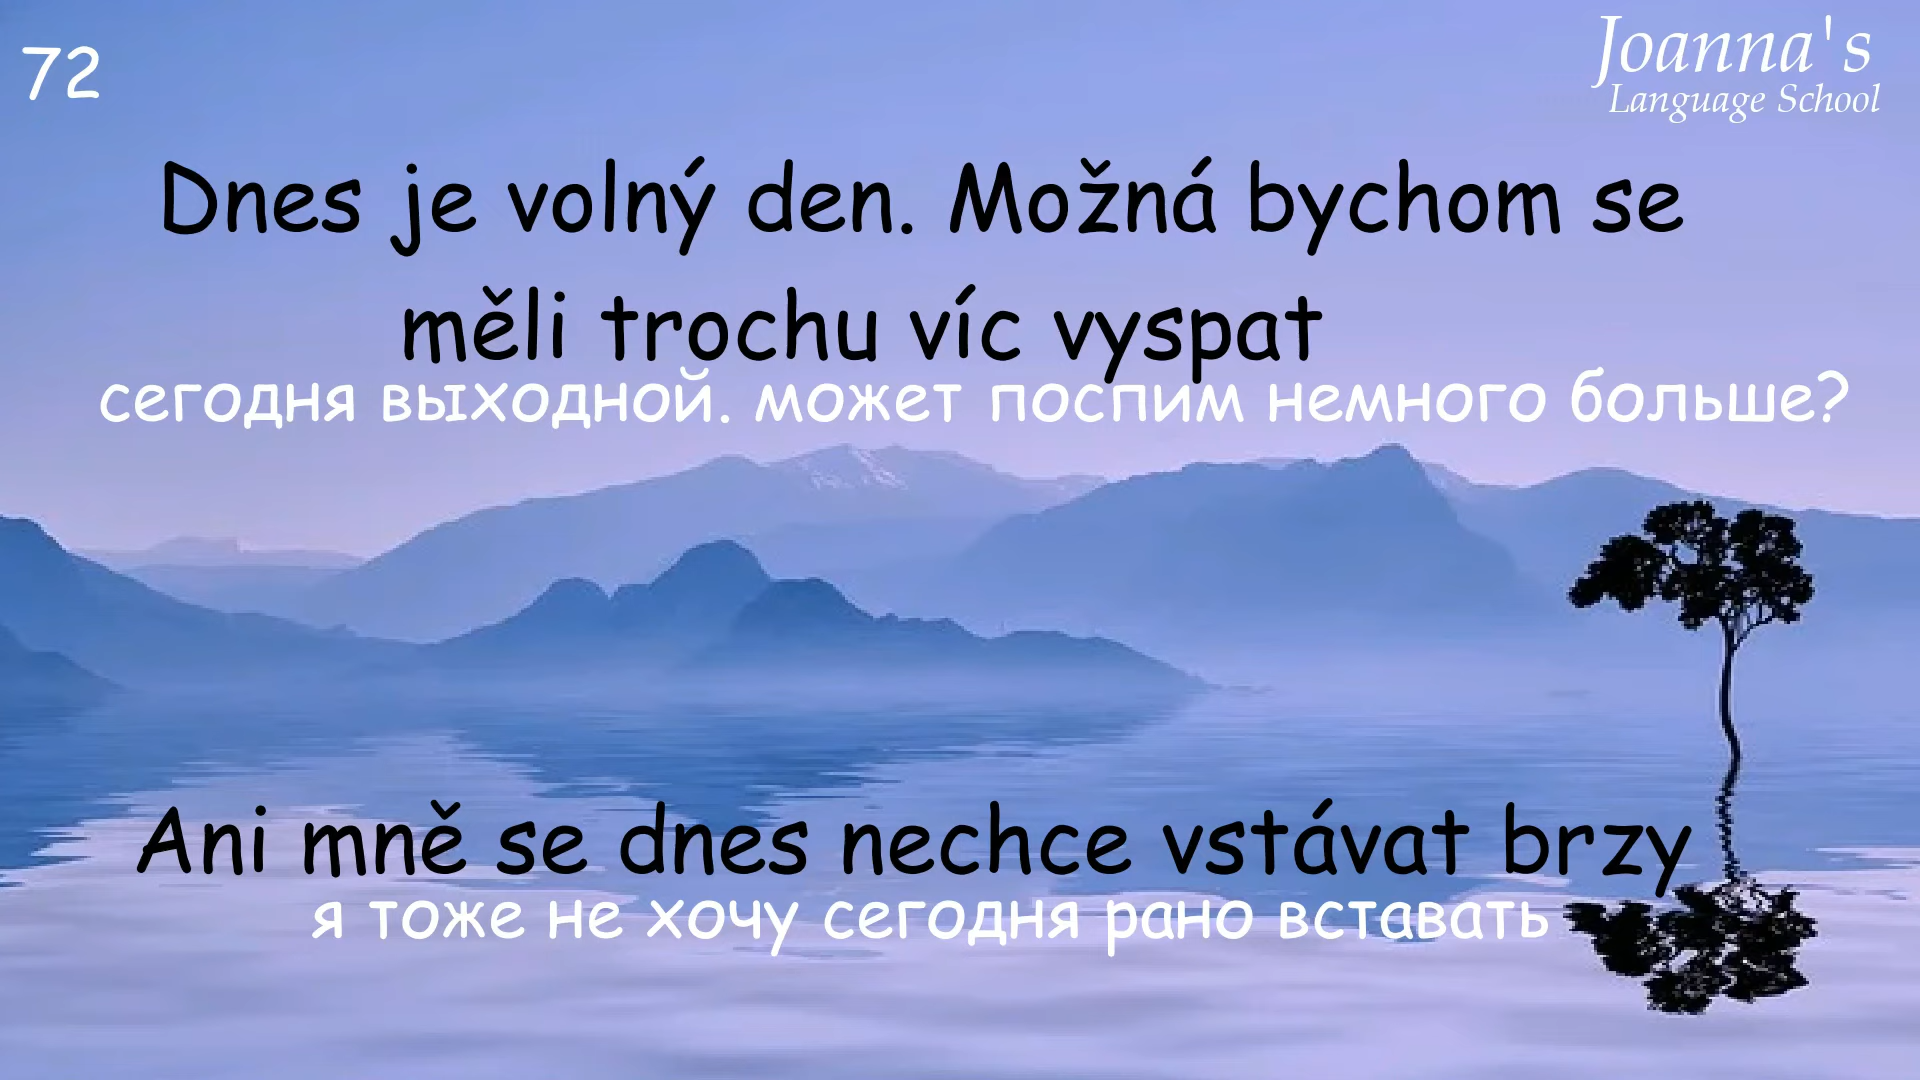 72
Joanna's
Language School
Dnes je volný den. Možná bychom se
měli trochu víc vyspat
сегодня выходной. может поспим немного больше?
Ani mně se dnes nechce vstávat brzy
я тоже не хочу сегодня рано вставать